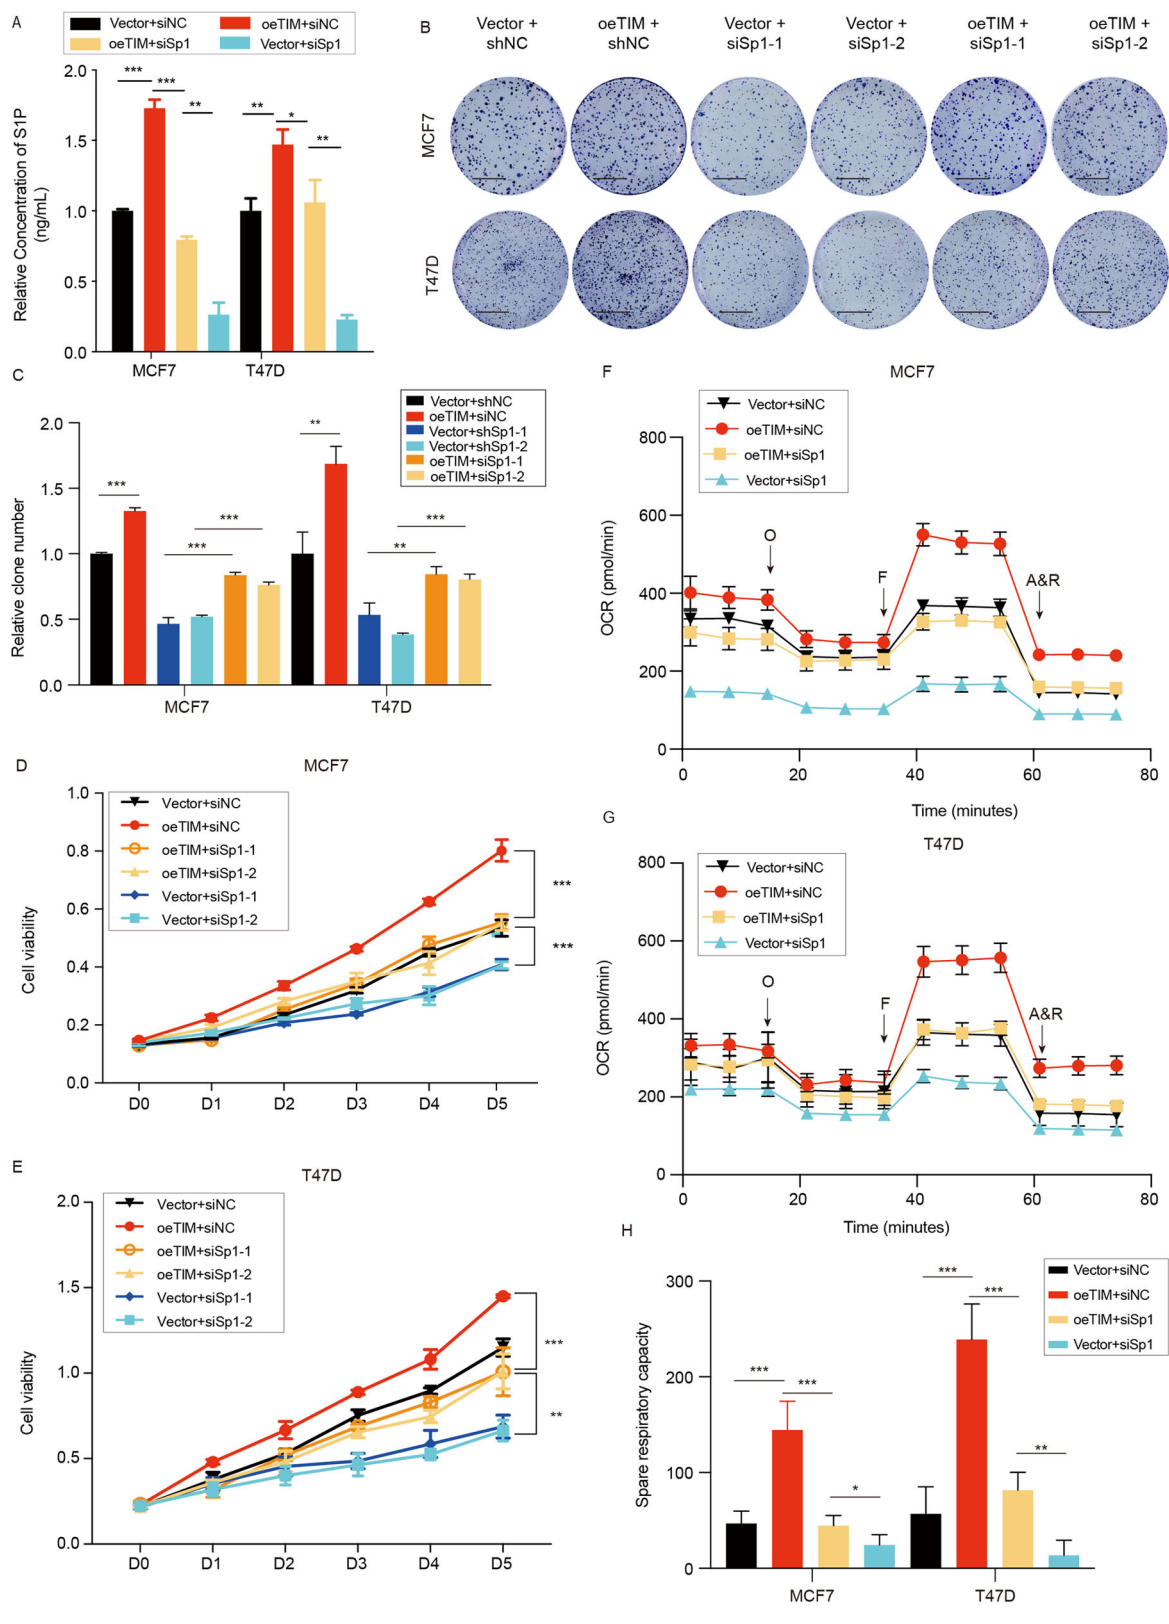 A
Vector+siNC
oeTIM+siNC
oeTIM+siSp1
Vector+siSp1
Relative Concentration of S1P
(ng/mL)
2.0
1.5
1.0
0.5
0.0
*** *** ** ** * **
MCF7 T47D
B
Vector + shNC
oeTIM + shNC
Vector + siSp1-1
Vector + siSp1-2
oeTIM + siSp1-1
oeTIM + siSp1-2
MCF7
T47D
C
Vector+shNC
oeTIM+siNC
Vector+shSp1-1
Vector+shSp1-2
oeTIM+siSp1-1
oeTIM+siSp1-2
Relative clone number
2.0
1.5
1.0
0.5
0.0
*** *** *** ** *** **
MCF7 T47D
D
MCF7
Vector+siNC
oeTIM+siNC
oeTIM+siSp1-1
oeTIM+siSp1-2
Vector+siSp1-1
Vector+siSp1-2
Cell viability
1.0
0.8
0.6
0.4
0.2
0.0
***
***
D0 D1 D2 D3 D4 D5
E
T47D
Vector+siNC
oeTIM+siNC
oeTIM+siSp1-1
oeTIM+siSp1-2
Vector+siSp1-1
Vector+siSp1-2
Cell viability
2.0
1.5
1.0
0.5
0.0
***
**
D0 D1 D2 D3 D4 D5
F
MCF7
Vector+siNC
oeTIM+siNC
oeTIM+siSp1
Vector+siSp1
OCR (pmol/min)
800
600
400
200
0
O F A&R
0 20 40 60 80
Time (minutes)
G
T47D
Vector+siNC
oeTIM+siNC
oeTIM+siSp1
Vector+siSp1
OCR (pmol/min)
800
600
400
200
0
O F A&R
0 20 40 60 80
Time (minutes)
H
Vector+siNC
oeTIM+siNC
oeTIM+siSp1
Vector+siSp1
Spare respiratory capacity
300
200
100
0
*** *** * *** *** **
MCF7 T47D